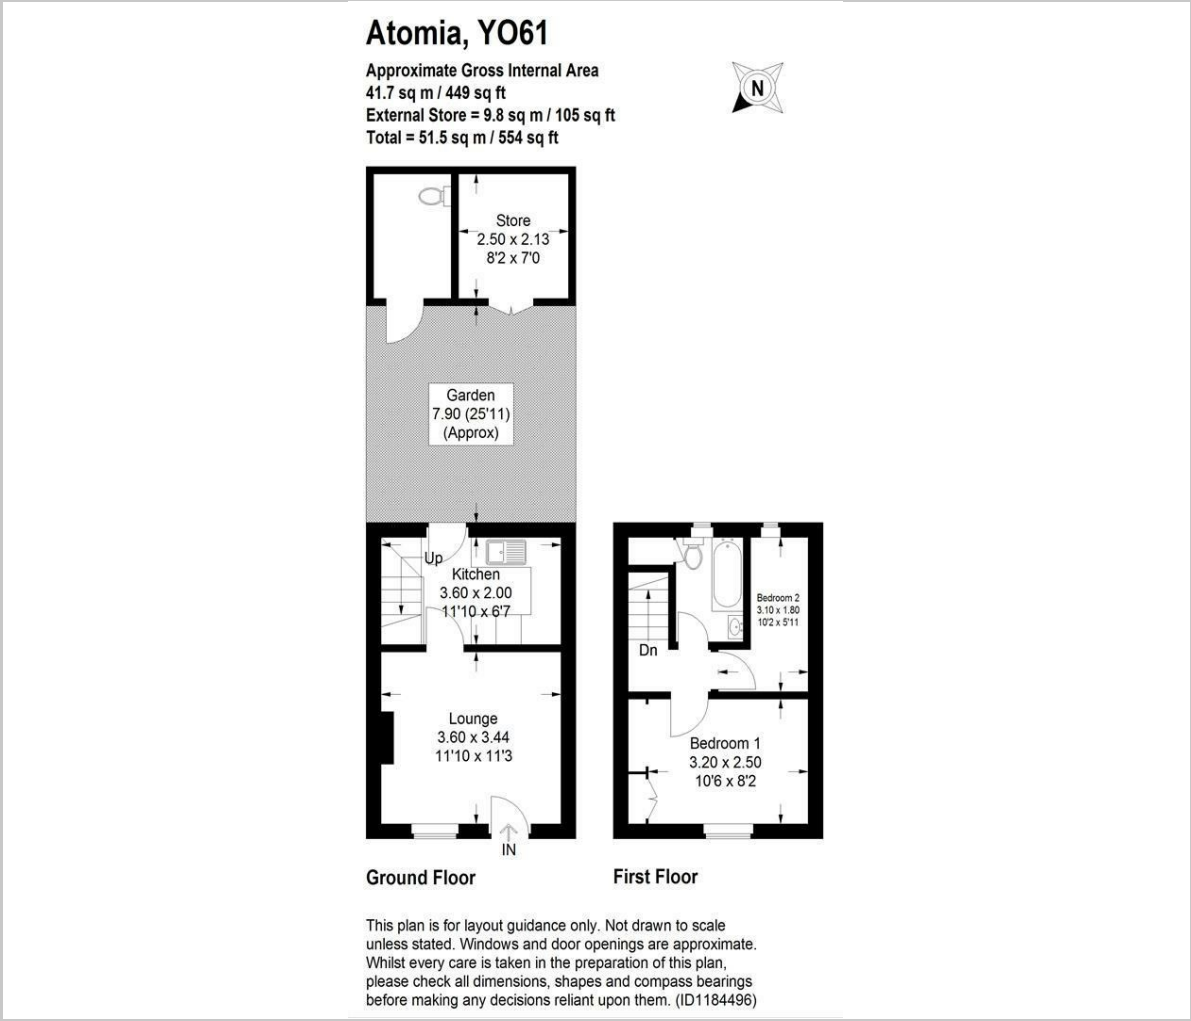 Atomia, YO61
Approximate Gross Internal Area
41.7 sq m / 449 sq ft
External Store = 9.8 sq m / 105 sq ft
Total = 51.5 sq m / 554 sq ft
N
Store
2.50 x 2.13
8'2 x 7'0
Garden
7.90 (25'11)
(Approx)
Up
Kitchen
3.60 x 2.00
11'10 x 6'7
Lounge
3.60 x 3.44
11'10 x 11'3
IN
Bedroom 2
3.10 x 1.80
10'2 x 5'11
Dn
Bedroom 1
3.20 x 2.50
10'6 x 8'2
Ground Floor
First Floor
This plan is for layout guidance only. Not drawn to scale
unless stated. Windows and door openings are approximate.
Whilst every care is taken in the preparation of this plan,
please check all dimensions, shapes and compass bearings
before making any decisions reliant upon them. (ID1184496)